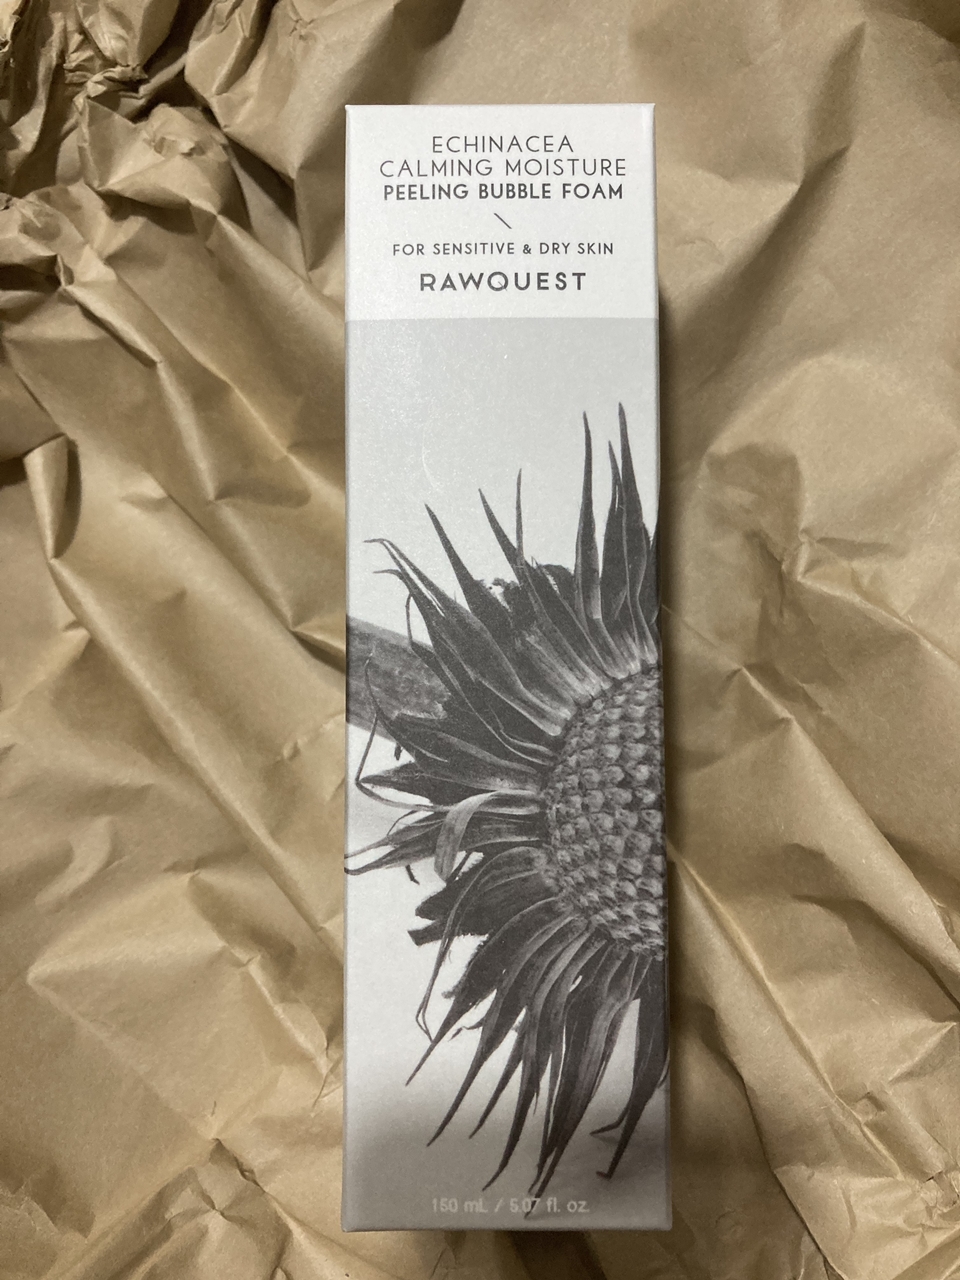 ECHINACEA
CALMING MOISTURE
PEELING BUBBLE FOAM
\
FOR SENSITIVE & DRY SKIN
RAWQUEST
150 mL / 5.07 fl. oz.